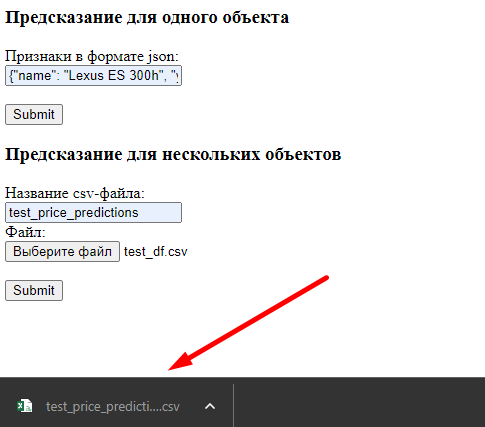 Предсказание для одного объекта
Признаки в формате json:
{"name": "Lexus ES 300h", "y
Submit
Предсказание для нескольких объектов
Название csv-файла:
test_price_predictions
Файл:
Выберите файл test_df.csv
Submit
test_price_predicti....csv